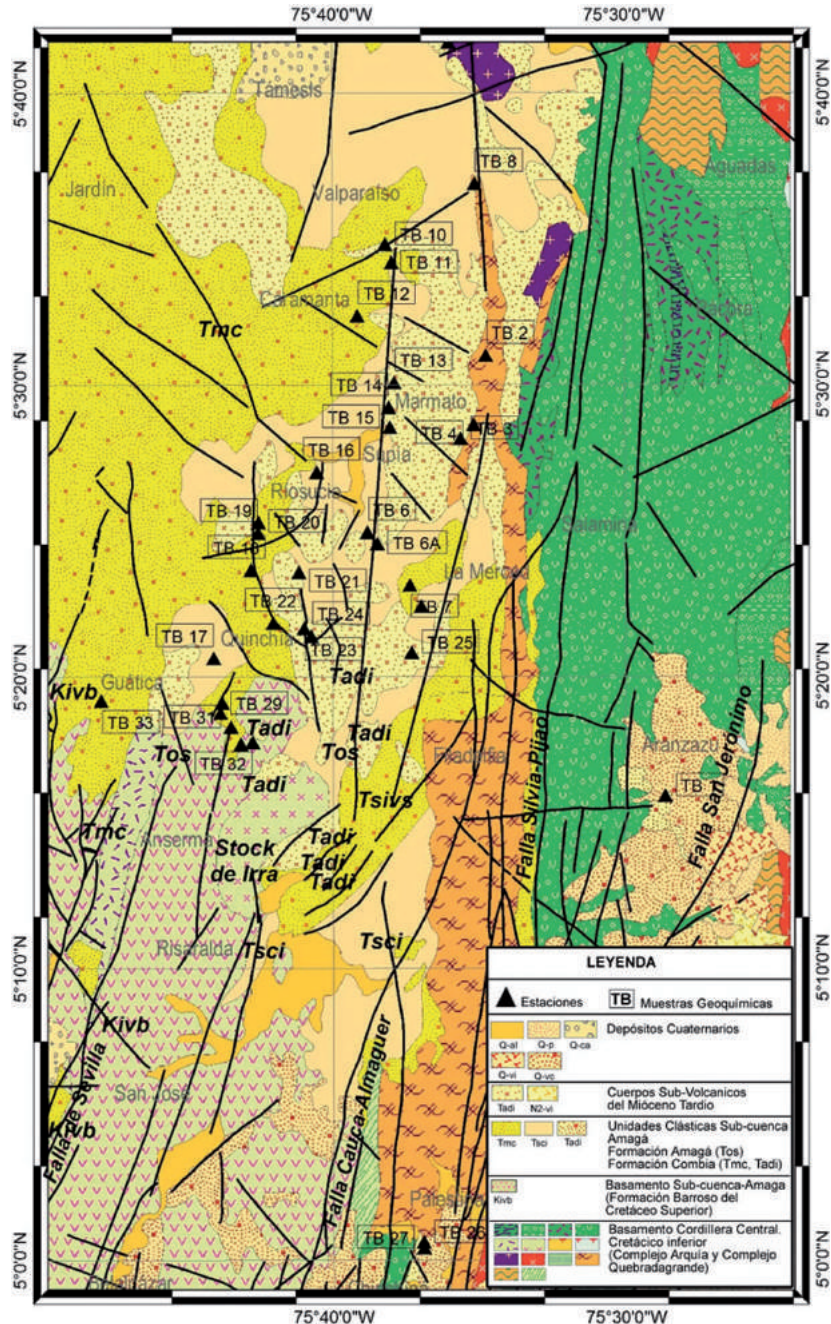 75°40'0"W
75°30'0"W
5°40'0"N
5°40'0"N
Támesis
Aguadas
TB 8
Jardín
Valparaíso
TB 10
TB 11
TB 12
Caramanta
Pácora
Tmc
TB 2
TB 13
5°30'0"N
TB 14
5°30'0"N
Marmato
TB 15
TB 4
TB 3
TB 16
Supía
Riosucio
TB 6
TB 19
TB 20
Salamina
TB 18
TB 6A
TB 21
La Merced
TB 22
TB 24
TB 7
TB 17
Quinchía
TB 23
TB 25
5°20'0"N
5°20'0"N
Tadi
Guática
Kivb
TB 29
TB 31
Tadi
Tadi
TB 33
Filadelfia
Aranzazu
Tos
TB 32
Tos
Tadi
TB
Tsivs
Falla Silvia-Pijao
Falla San Jerónimo
Tmc
Anserma
Stock
de Irra
Tadi
Tadi
Tadi
Risaralda
Tsci
Tsci
5°10'0"N
5°10'0"N
Kivb
San José
Falla de Sevilla
Kivb
Falla Cauca-Almaguer
Palestina
TB 27
TB 26
5°0'0"N
5°0'0"N
Belalcázar
75°40'0"W
75°30'0"W
LEYENDA
Estaciones
TB
Muestras Geoquímicas
Q-al
Q-p
Q-ca
Depósitos Cuaternarios
Q-vi
Q-vc
Tadi
N2-vi
Cuerpos Sub-Volcanicos
del Mióceno Tardio
Tmc
Tsci
Tadi
Unidades Clásticas Sub-cuenca
Amagá
Formación Amagá (Tos)
Formación Combia (Tmc, Tadi)
Kivb
Basamento Sub-cuenca-Amaga
(Formación Barroso del
Cretáceo Superior)
Basamento Cordillera Central.
Cretácico inferior
(Complejo Arquía y Complejo
Quebradagrande)